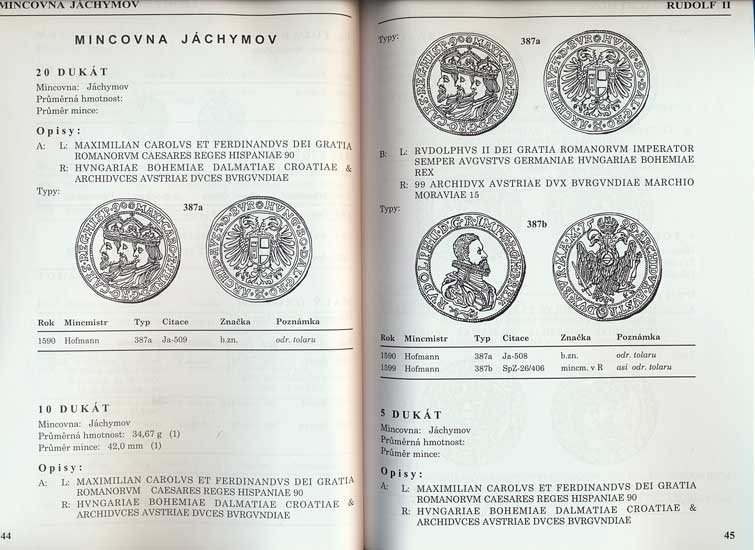 MINCOVNA JÁCHYMOV
MINCOVNA JÁCHYMOV
20 DUKÁT
Mincovna: Jáchymov
Průměrná hmotnost:
Průměr mince:
Opisy:
A: L: MAXIMILIAN CAROLVS ET FERDINANDVS DEI GRATIA
ROMANORVM CAESARES REGES HISPANIAE 90
R: HVNGARIAE BOHEMIAE DALMATIAE CROATIAE &
ARCHIDVCES AVSTRIAE DVCES BVRGVNDIAE
Typy:
387a
Rok Mincmistr Typ Citace Značka Poznámka
1590 Hofmann 387a Ja-509 b.zn. odr. tolaru
10 DUKÁT
Mincovna: Jáchymov
Průměrná hmotnost: 34,67 g (1)
Průměr mince: 42,0 mm (1)
Opisy:
A: L: MAXIMILIAN CAROLVS ET FERDINANDVS DEI GRATIA
ROMANORVM CAESARES REGES HISPANIAE 90
R: HVNGARIAE BOHEMIAE DALMATIAE CROATIAE &
ARCHIDVCES AVSTRIAE DVCES BVRGVNDIAE
44
RUDOLF II
Typy:
387a
B: L: RVDOLPHVS II DEI GRATIA ROMANORVM IMPERATOR
SEMPER AVGVSTVS GERMANIAE HVNGARIAE BOHEMIAE
REX
R: 99 ARCHIDVX AVSTRIAE DVX BVRGVNDIAE MARCHIO
MORAVIAE 15
Typy:
387b
Rok Mincmistr Typ Citace Značka Poznámka
1590 Hofmann 387a Ja-508 b.zn. odr. tolaru
1599 Hofmann 387b SpZ-26/406 mincm. v R asi odr. tolaru
5 DUKÁT
Mincovna: Jáchymov
Průměrná hmotnost:
Průměr mince:
Opisy:
A: L: MAXIMILIAN CAROLVS ET FERDINANDVS DEI GRATIA
ROMANORVM CAESARES REGES HISPANIAE 90
R: HVNGARIAE BOHEMIAE DALMATIAE CROATIAE &
ARCHIDVCES AVSTRIAE DVCES BVRGVNDIAE
45